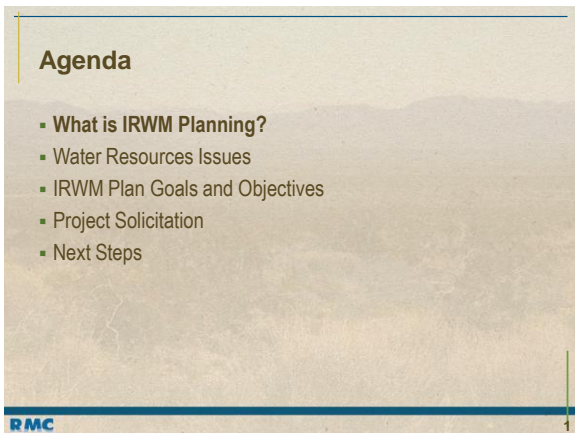 Agenda
▪ What is IRWM Planning?
▪ Water Resources Issues
▪ IRWM Plan Goals and Objectives
▪ Project Solicitation
▪ Next Steps
RMC
1